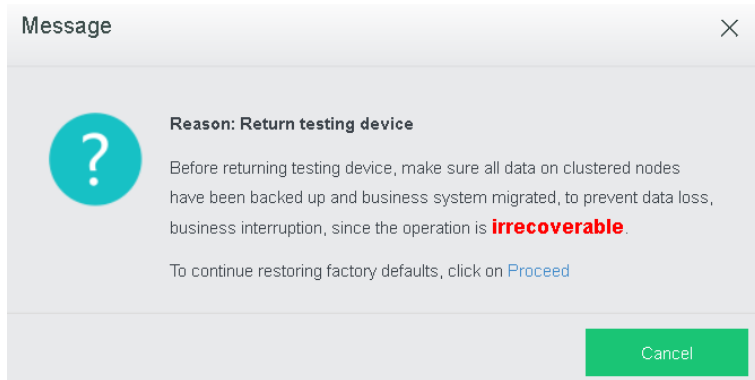 Message
Reason: Return testing device
Before returning testing device, make sure all data on clustered nodes
have been backed up and business system migrated, to prevent data loss,
business interruption, since the operation is irrecoverable.
To continue restoring factory defaults, click on Proceed
Cancel